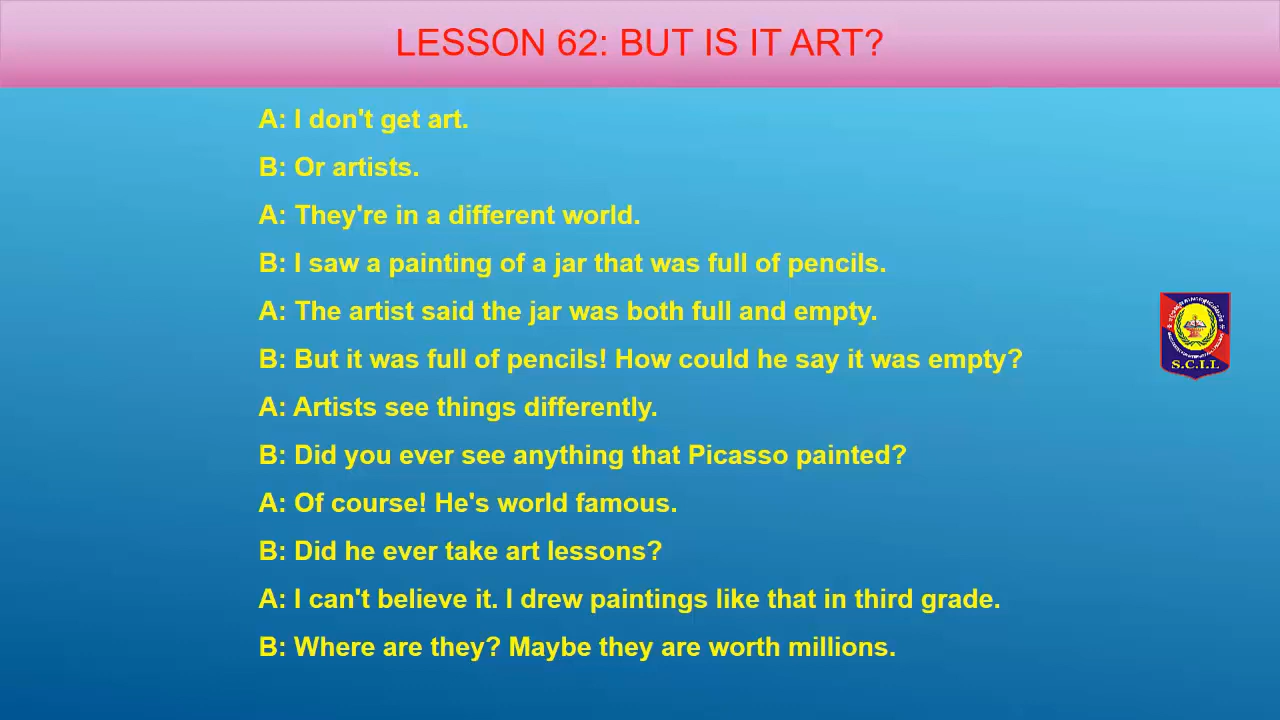 LESSON 62: BUT IS IT ART?
A: I don't get art.
B: Or artists.
A: They're in a different world.
B: I saw a painting of a jar that was full of pencils.
A: The artist said the jar was both full and empty.
B: But it was full of pencils! How could he say it was empty?
A: Artists see things differently.
B: Did you ever see anything that Picasso painted?
A: Of course! He's world famous.
B: Did he ever take art lessons?
A: I can't believe it. I drew paintings like that in third grade.
B: Where are they? Maybe they are worth millions.
S.C.I.L